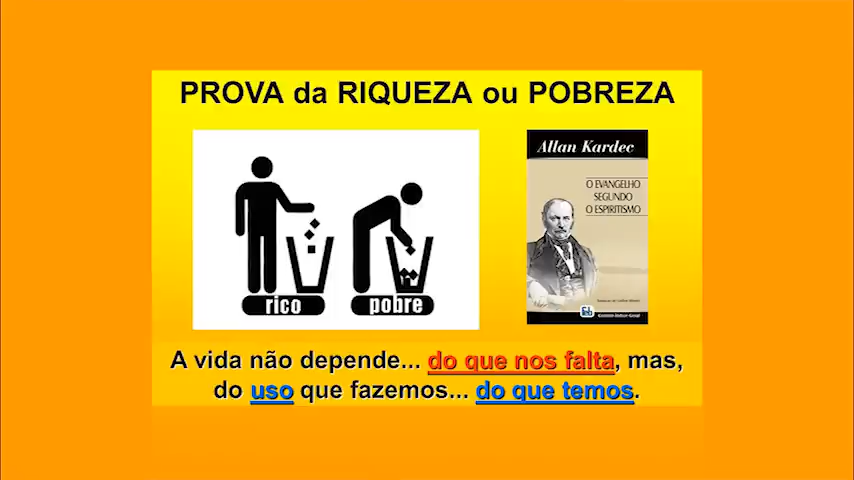 PROVA da RIQUEZA ou POBREZA
Allan Kardec
O EVANGELHO
SEGUNDO
O ESPIRITISMO
rico
pobre
A vida não depende... do que nos falta, mas,
do uso que fazemos... do que temos.